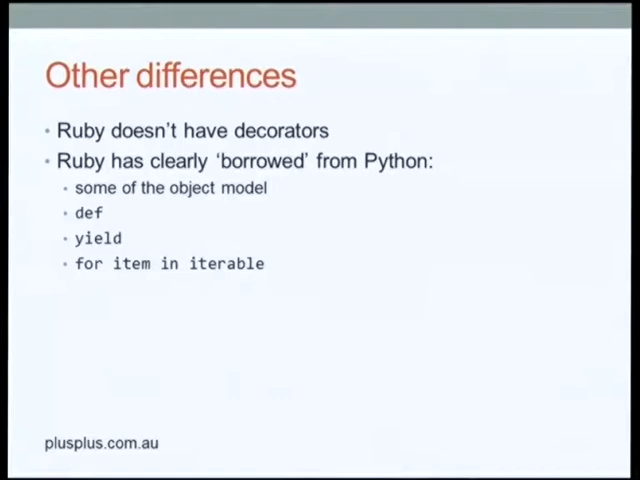 Other differences
• Ruby doesn't have decorators
• Ruby has clearly ‘borrowed’ from Python:
• some of the object model
• def
• yield
• for item in iterable
plusplus.com.au